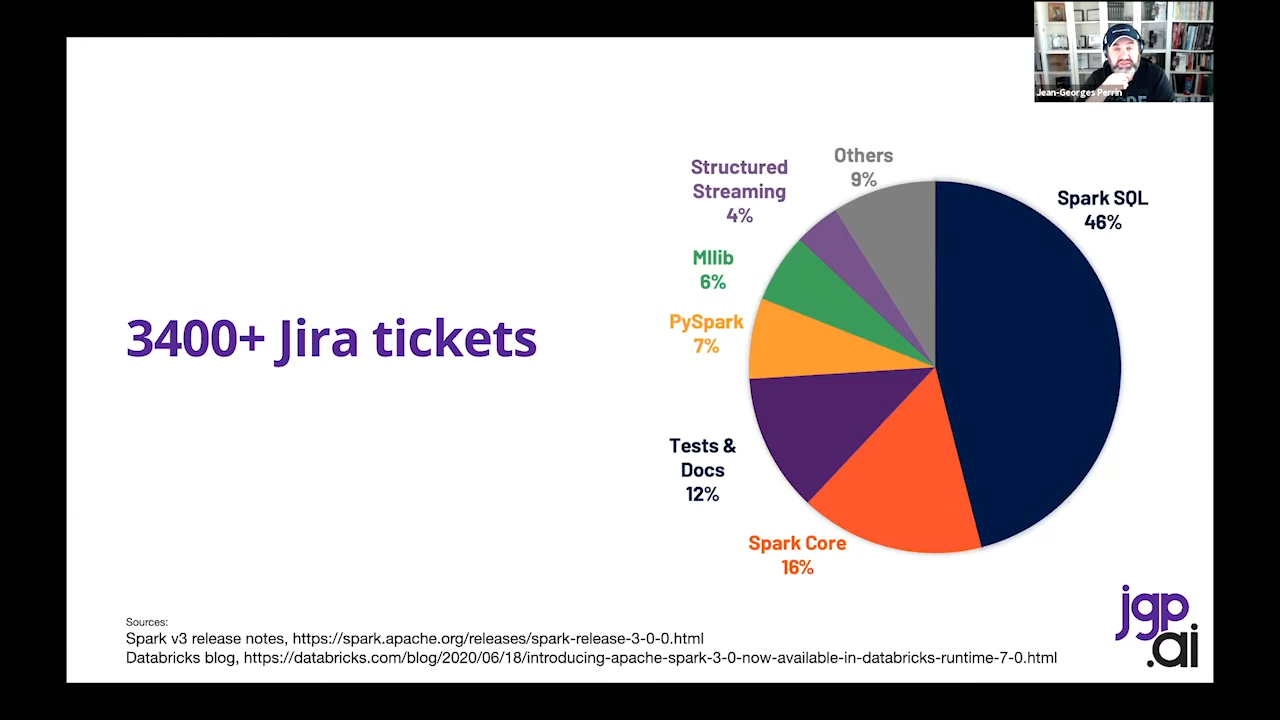 Jean-Georges Perrin
Others
9%
Structured
Streaming
4%
Spark SQL
46%
Mllib
6%
PySpark
7%
3400+ Jira tickets
Tests &
Docs
12%
Spark Core
16%
jgp
.ai
Sources:
Spark v3 release notes, https://spark.apache.org/releases/spark-release-3-0-0.html
Databricks blog, https://databricks.com/blog/2020/06/18/introducing-apache-spark-3-0-now-available-in-databricks-runtime-7-0.html